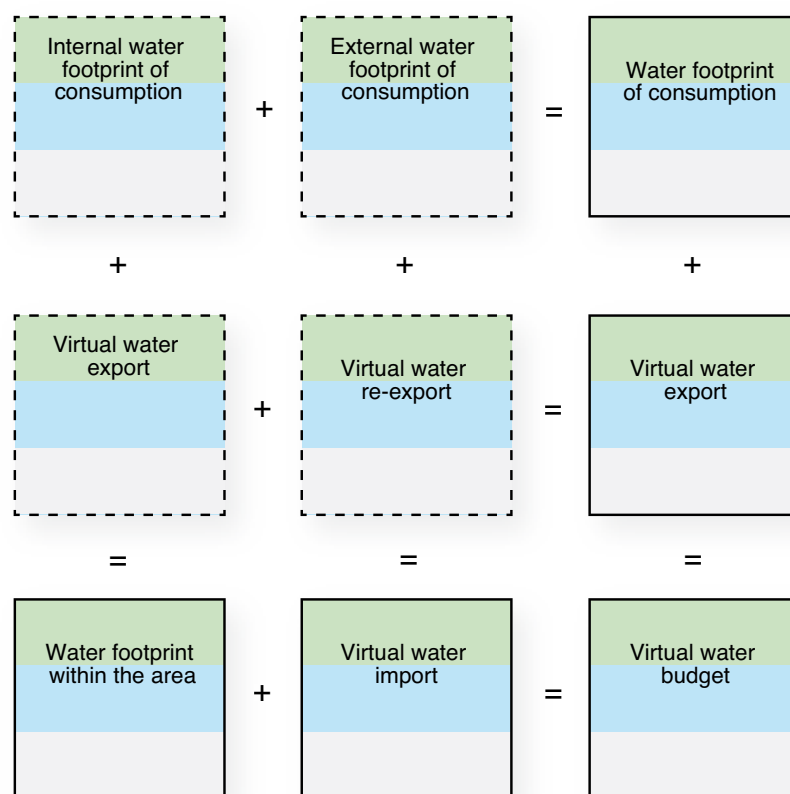 Internal water
footprint of
consumption
+
External water
footprint of
consumption
=
Water footprint
of consumption
+
+
+
Virtual water
export
+
Virtual water
re-export
=
Virtual water
export
=
=
=
Water footprint
within the area
+
Virtual water
import
=
Virtual water
budget